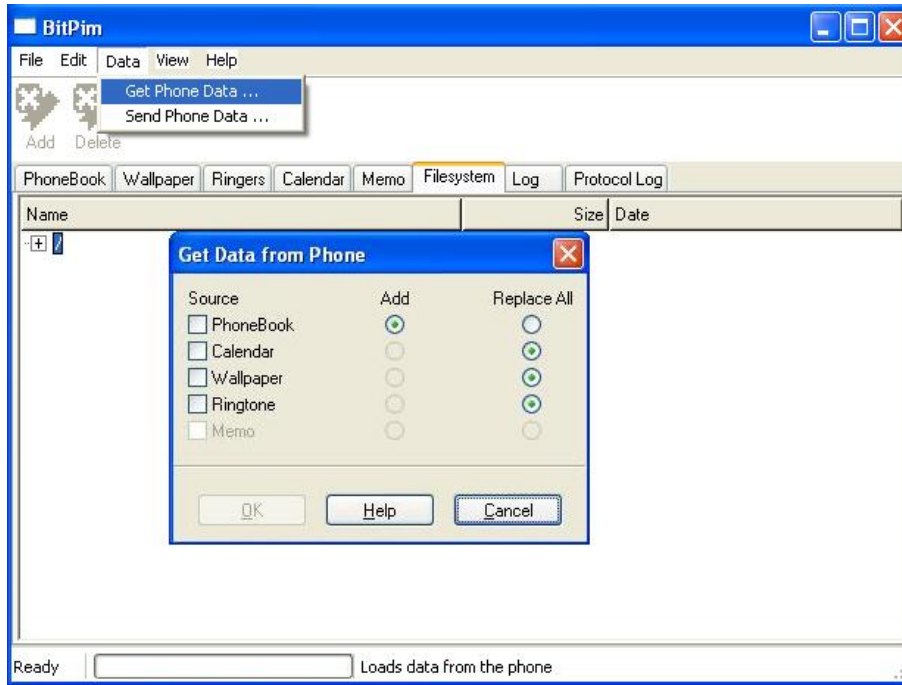 BitPim
File Edit Data View Help
Get Phone Data ...
Send Phone Data ...
Add Delete
PhoneBook Wallpaper Ringers Calendar Memo Filesystem Log Protocol Log
Name Size Date
/
Get Data from Phone
Source Add Replace All
PhoneBook
Calendar
Wallpaper
Ringtone
Memo
OK Help Cancel
Ready Loads data from the phone